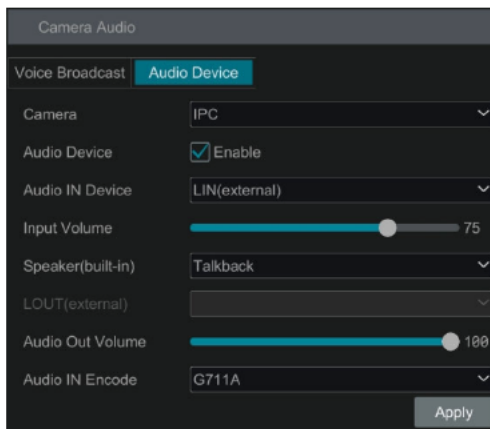 Camera Audio
Voice Broadcast Audio Device
Camera IPC
Audio Device Enable
Audio IN Device LIN(external)
Input Volume 75
Speaker(built-in) Talkback
LOUT(external)
Audio Out Volume 100
Audio IN Encode G711A
Apply